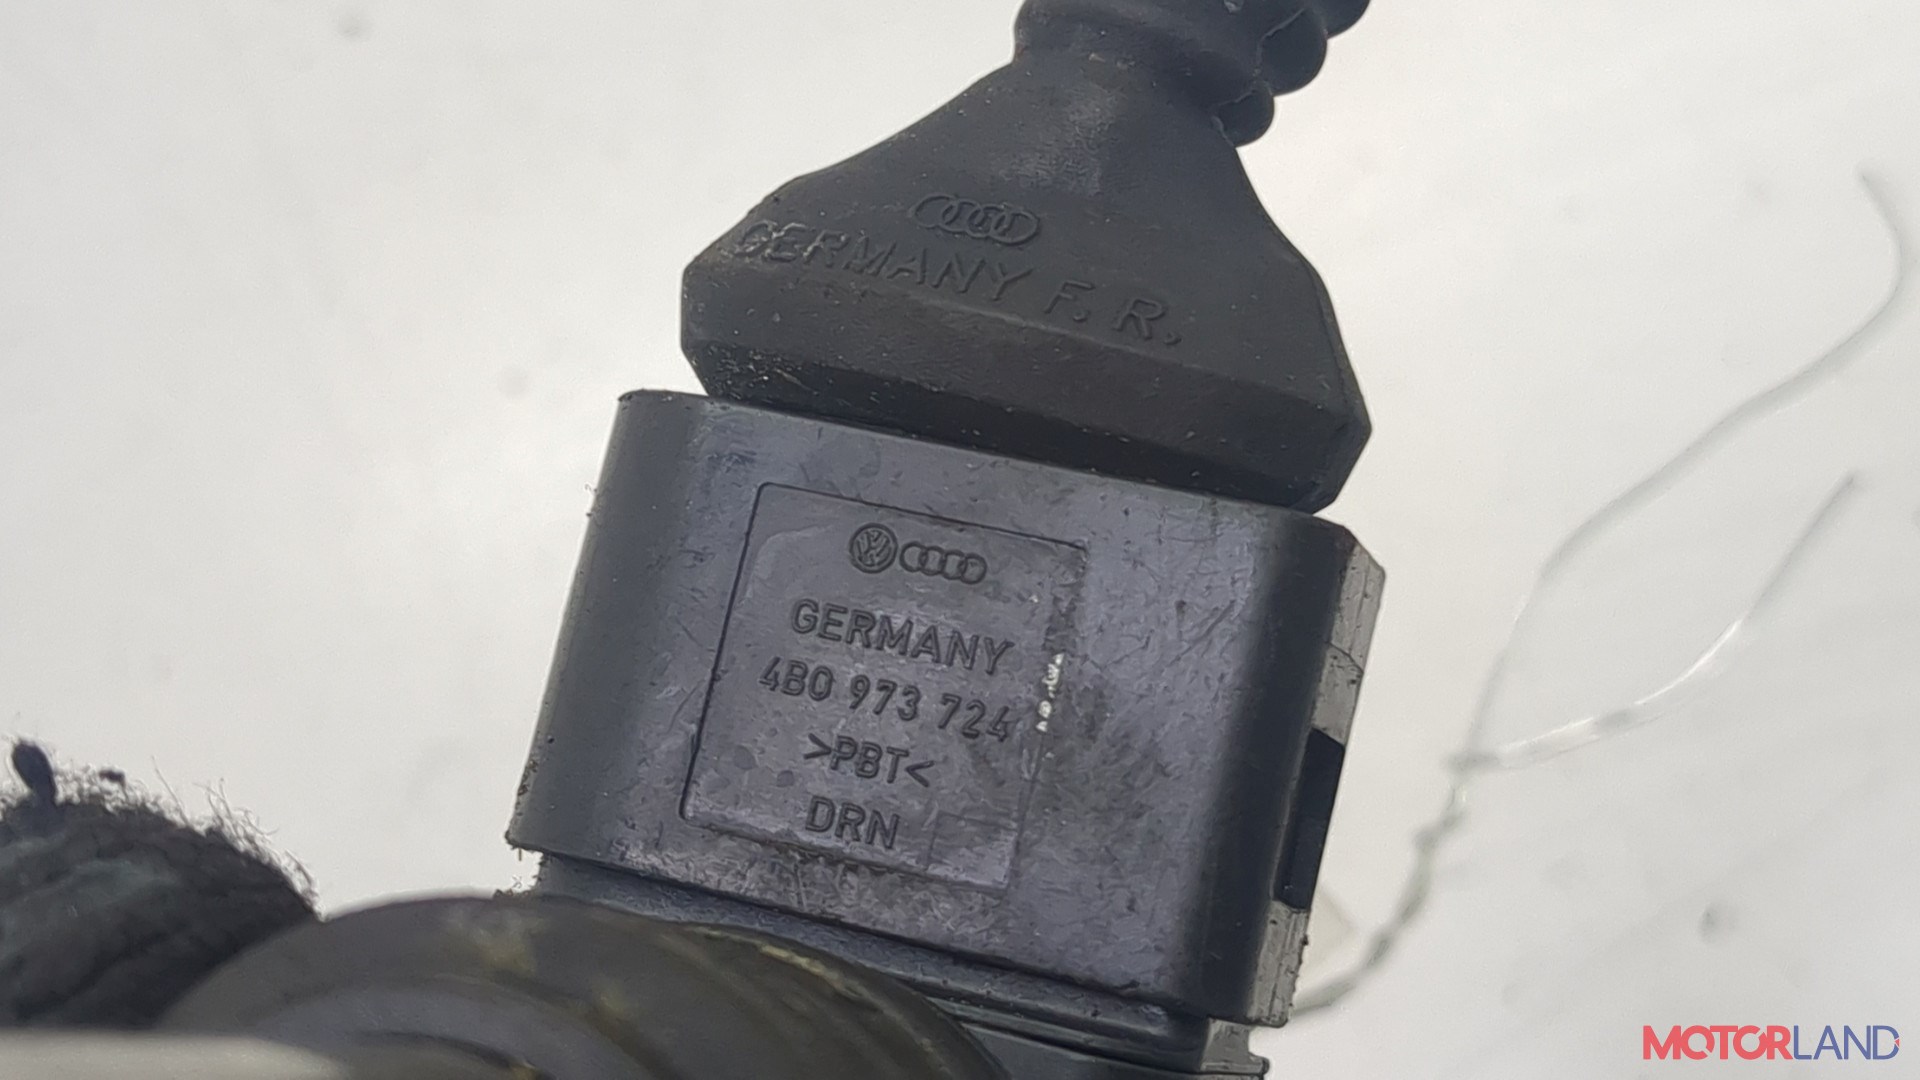 GERMANY F. R.
GERMANY
4B0 973 724
>PBT<
DRN
MOTORLAND